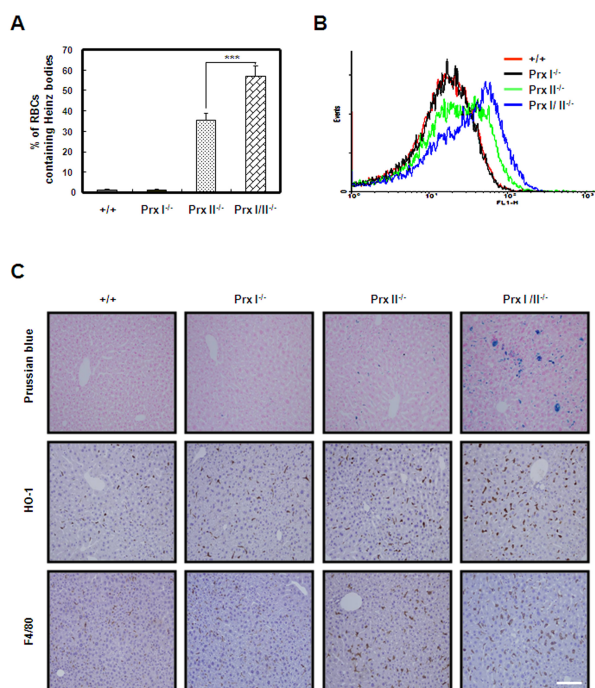 A
% of RBCs
containing Heinz bodies
70
60
50
40
30
20
10
0
***
+/+ Prx I-/- Prx II-/- Prx I/II-/-
B
Events
+/+
Prx I-/-
Prx II-/-
Prx I/ II-/-
FL1-H
C
+/+ Prx I-/- Prx II-/- Prx I /II-/-
Prussian blue
HO-1
F4/80